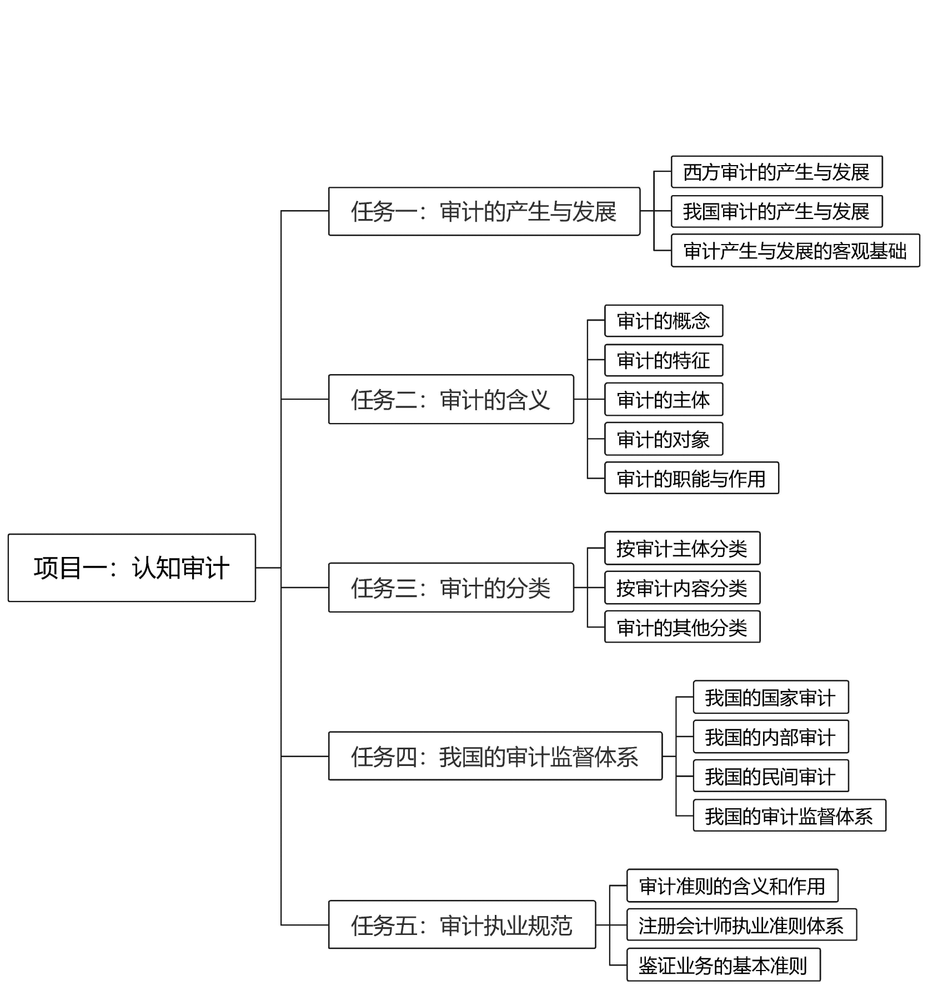 项目一：认知审计
任务一：审计的产生与发展
西方审计的产生与发展
我国审计的产生与发展
审计产生与发展的客观基础
任务二：审计的含义
审计的概念
审计的特征
审计的主体
审计的对象
审计的职能与作用
任务三：审计的分类
按审计主体分类
按审计内容分类
审计的其他分类
任务四：我国的审计监督体系
我国的国家审计
我国的内部审计
我国的民间审计
我国的审计监督体系
任务五：审计执业规范
审计准则的含义和作用
注册会计师执业准则体系
鉴证业务的基本准则